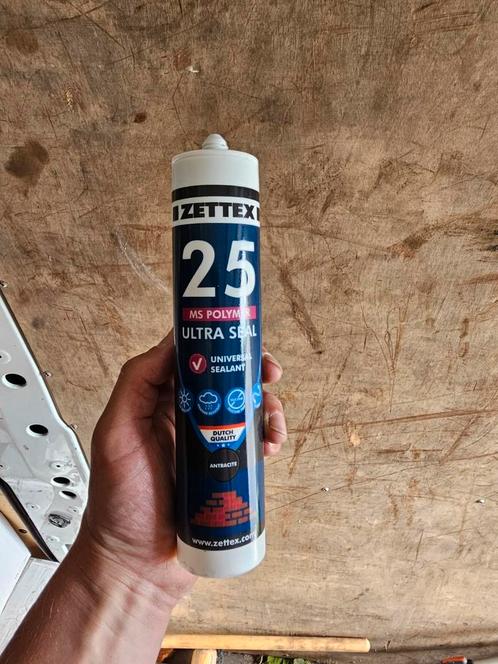 ZETTEX
25
MS POLYMER
ULTRA SEAL
UNIVERSAL
SEALANT
DUTCH
QUALITY
ANTRACITE
www.zettex.com